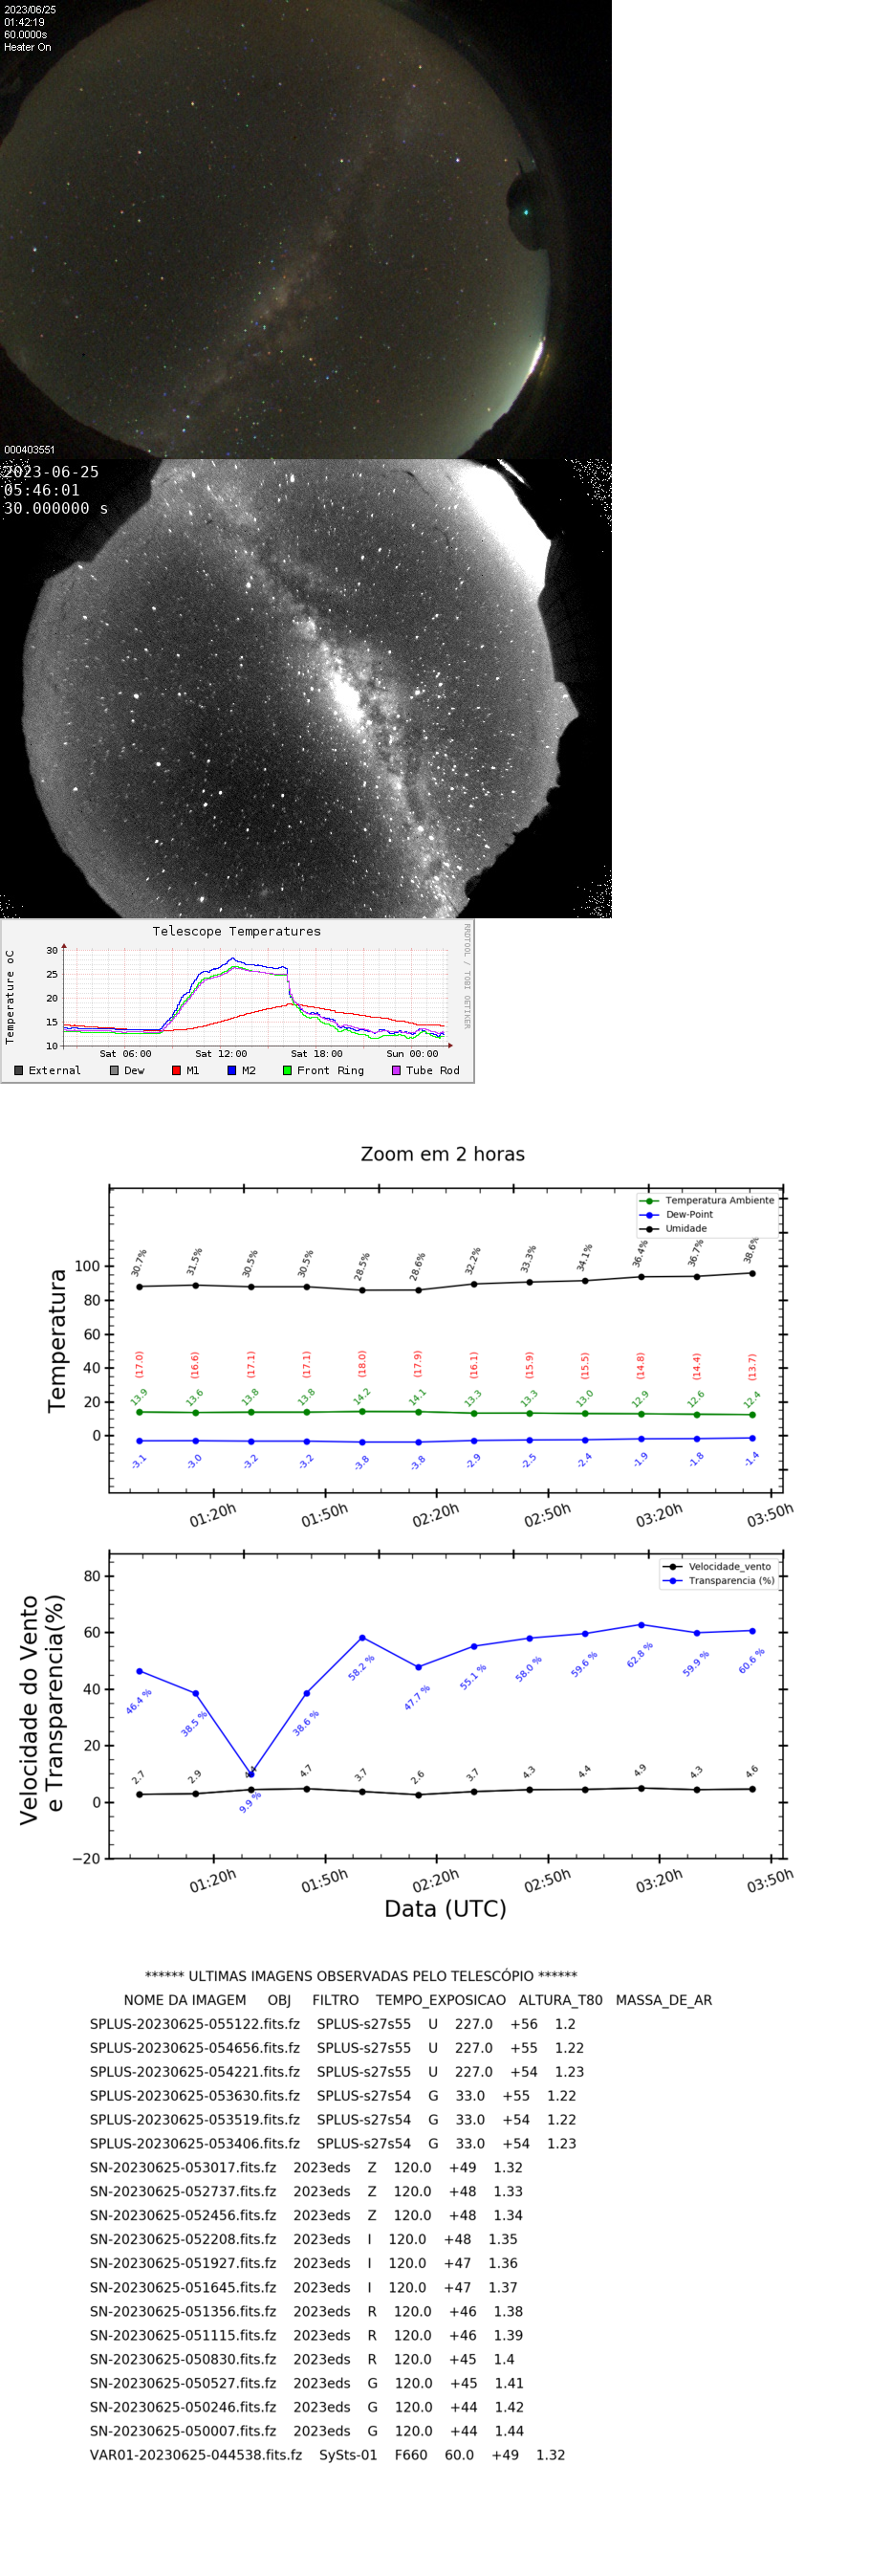 2023/06/25
01:42:19
60.0000s
Heater On
000403551
2023-06-25
05:46:01
30.000000 s
Telescope Temperatures
RRDTOOL / TOBI OETIKER
Temperature oC
30
25
20
15
10
Sat 06:00 Sat 12:00 Sat 18:00 Sun 00:00
External Dew M1 M2 Front Ring Tube Rod
Zoom em 2 horas
Temperatura Ambiente
Dew-Point
Umidade
Temperatura
100
80
60
40
20
0
30.7% 31.5% 30.5% 30.5% 28.5% 28.6% 32.2% 33.3% 34.1% 36.4% 36.7% 38.6%
(17.0) (16.6) (17.1) (17.1) (18.0) (17.9) (16.1) (15.9) (15.5) (14.8) (14.4) (13.7)
13.9 13.6 13.8 13.8 14.2 14.1 13.3 13.3 13.0 12.9 12.6 12.4
-3.1 -3.0 -3.2 -3.2 -3.8 -3.8 -2.9 -2.5 -2.4 -1.9 -1.8 -1.4
01:20h 01:50h 02:20h 02:50h 03:20h 03:50h
Velocidade_vento
Transparencia (%)
Velocidade do Vento
e Transparencia(%)
80
60
40
20
0
−20
46.4 % 38.5 % 9.9 % 38.6 % 58.2 % 47.7 % 55.1 % 58.0 % 59.6 % 62.8 % 59.9 % 60.6 %
2.7 2.9 4.4 4.7 3.7 2.6 3.7 4.3 4.4 4.9 4.3 4.6
01:20h 01:50h 02:20h 02:50h 03:20h 03:50h
Data (UTC)
****** ULTIMAS IMAGENS OBSERVADAS PELO TELESCÓPIO ******
NOME DA IMAGEM OBJ FILTRO TEMPO_EXPOSICAO ALTURA_T80 MASSA_DE_AR
SPLUS-20230625-055122.fits.fz SPLUS-s27s55 U 227.0 +56 1.2
SPLUS-20230625-054656.fits.fz SPLUS-s27s55 U 227.0 +55 1.22
SPLUS-20230625-054221.fits.fz SPLUS-s27s55 U 227.0 +54 1.23
SPLUS-20230625-053630.fits.fz SPLUS-s27s54 G 33.0 +55 1.22
SPLUS-20230625-053519.fits.fz SPLUS-s27s54 G 33.0 +54 1.22
SPLUS-20230625-053406.fits.fz SPLUS-s27s54 G 33.0 +54 1.23
SN-20230625-053017.fits.fz 2023eds Z 120.0 +49 1.32
SN-20230625-052737.fits.fz 2023eds Z 120.0 +48 1.33
SN-20230625-052456.fits.fz 2023eds Z 120.0 +48 1.34
SN-20230625-052208.fits.fz 2023eds I 120.0 +48 1.35
SN-20230625-051927.fits.fz 2023eds I 120.0 +47 1.36
SN-20230625-051645.fits.fz 2023eds I 120.0 +47 1.37
SN-20230625-051356.fits.fz 2023eds R 120.0 +46 1.38
SN-20230625-051115.fits.fz 2023eds R 120.0 +46 1.39
SN-20230625-050830.fits.fz 2023eds R 120.0 +45 1.4
SN-20230625-050527.fits.fz 2023eds G 120.0 +45 1.41
SN-20230625-050246.fits.fz 2023eds G 120.0 +44 1.42
SN-20230625-050007.fits.fz 2023eds G 120.0 +44 1.44
VAR01-20230625-044538.fits.fz SySts-01 F660 60.0 +49 1.32